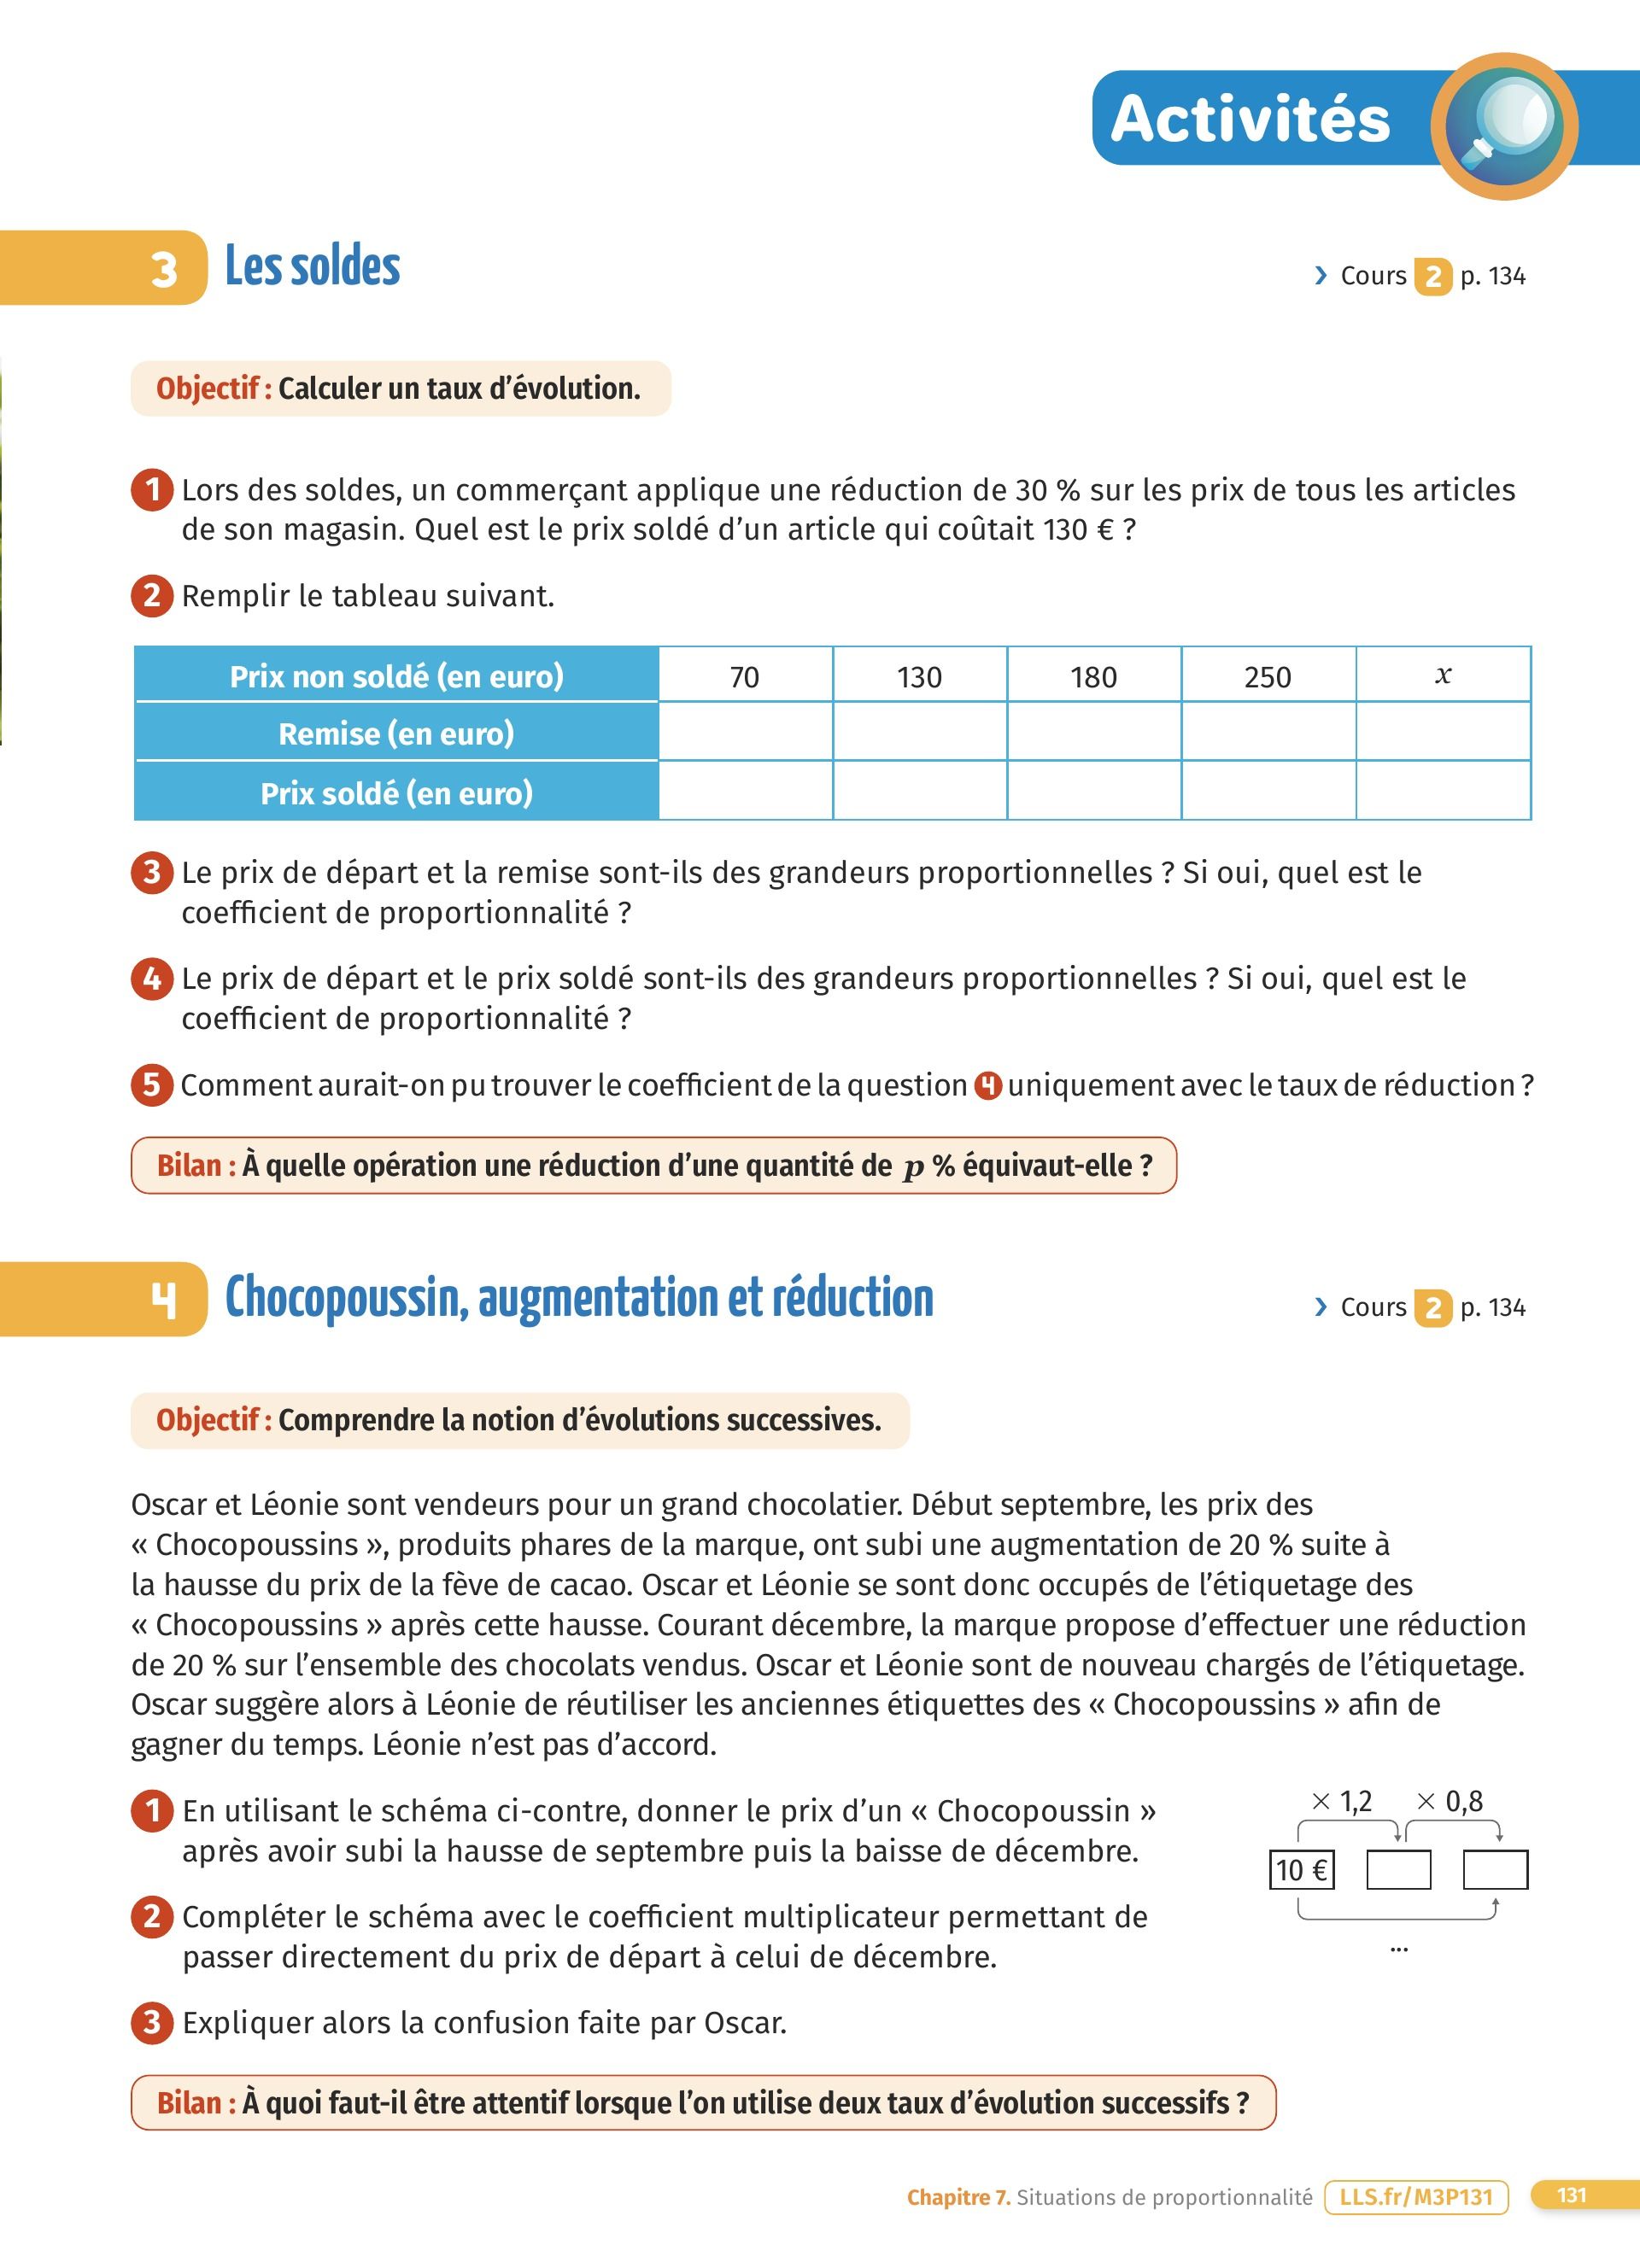 Activités
3 Les soldes
› Cours 2 p. 134
Objectif : Calculer un taux d’évolution.
1 Lors des soldes, un commerçant applique une réduction de 30 % sur les prix de tous les articles
de son magasin. Quel est le prix soldé d’un article qui coûtait 130 € ?
2 Remplir le tableau suivant.
Prix non soldé (en euro) 70 130 180 250 x
Remise (en euro)
Prix soldé (en euro)
3 Le prix de départ et la remise sont-ils des grandeurs proportionnelles ? Si oui, quel est le
coefficient de proportionnalité ?
4 Le prix de départ et le prix soldé sont-ils des grandeurs proportionnelles ? Si oui, quel est le
coefficient de proportionnalité ?
5 Comment aurait-on pu trouver le coefficient de la question 4 uniquement avec le taux de réduction ?
Bilan : À quelle opération une réduction d’une quantité de p % équivaut-elle ?
4 Chocopoussin, augmentation et réduction
› Cours 2 p. 134
Objectif : Comprendre la notion d’évolutions successives.
Oscar et Léonie sont vendeurs pour un grand chocolatier. Début septembre, les prix des
« Chocopoussins », produits phares de la marque, ont subi une augmentation de 20 % suite à
la hausse du prix de la fève de cacao. Oscar et Léonie se sont donc occupés de l’étiquetage des
« Chocopoussins » après cette hausse. Courant décembre, la marque propose d’effectuer une réduction
de 20 % sur l’ensemble des chocolats vendus. Oscar et Léonie sont de nouveau chargés de l’étiquetage.
Oscar suggère alors à Léonie de réutiliser les anciennes étiquettes des « Chocopoussins » afin de
gagner du temps. Léonie n’est pas d’accord.
1 En utilisant le schéma ci-contre, donner le prix d’un « Chocopoussin »
après avoir subi la hausse de septembre puis la baisse de décembre.
2 Compléter le schéma avec le coefficient multiplicateur permettant de
passer directement du prix de départ à celui de décembre.
3 Expliquer alors la confusion faite par Oscar.
× 1,2 × 0,8
10 €
...
Bilan : À quoi faut-il être attentif lorsque l’on utilise deux taux d’évolution successifs ?
Chapitre 7. Situations de proportionnalité LLS.fr/M3P131 131